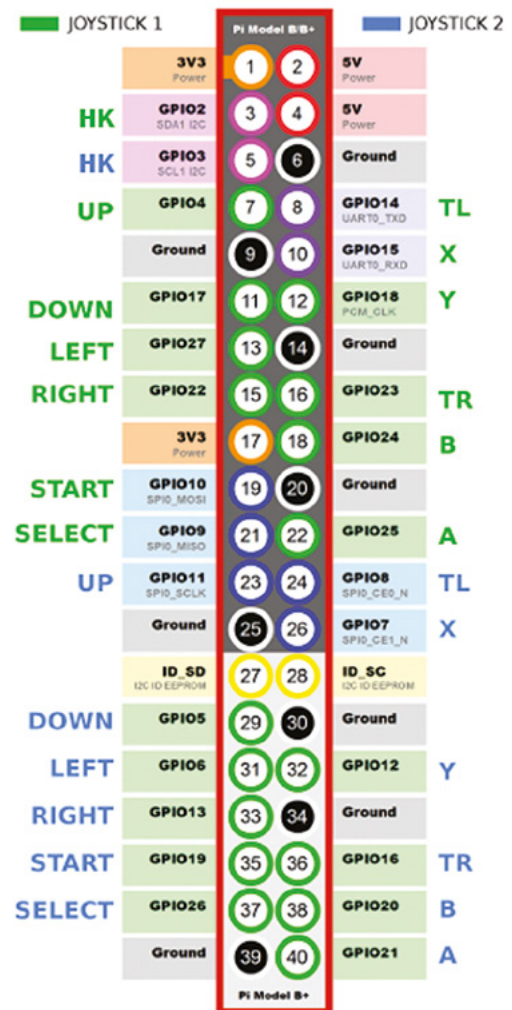 JOYSTICK 1
Pi Model B/B+
JOYSTICK 2
3V3 Power 1 2 5V Power
HK GPIO2 SDA1 I2C 3 4 5V Power
HK GPIO3 SCL1 I2C 5 6 Ground
UP GPIO4 7 8 GPIO14 UART0_TXD TL
Ground 9 10 GPIO15 UART0_RXD X
DOWN GPIO17 11 12 GPIO18 PCM_CLK Y
LEFT GPIO27 13 14 Ground
RIGHT GPIO22 15 16 GPIO23 TR
3V3 Power 17 18 GPIO24 B
START GPIO10 SPI0_MOSI 19 20 Ground
SELECT GPIO9 SPI0_MISO 21 22 GPIO25 A
UP GPIO11 SPI0_SCLK 23 24 GPIO8 SPI0_CE0_N TL
Ground 25 26 GPIO7 SPI0_CE1_N X
ID_SD I2C ID EEPROM 27 28 ID_SC I2C ID EEPROM
DOWN GPIO5 29 30 Ground
LEFT GPIO6 31 32 GPIO12 Y
RIGHT GPIO13 33 34 Ground
START GPIO19 35 36 GPIO16 TR
SELECT GPIO26 37 38 GPIO20 B
Ground 39 40 GPIO21 A
Pi Model B+